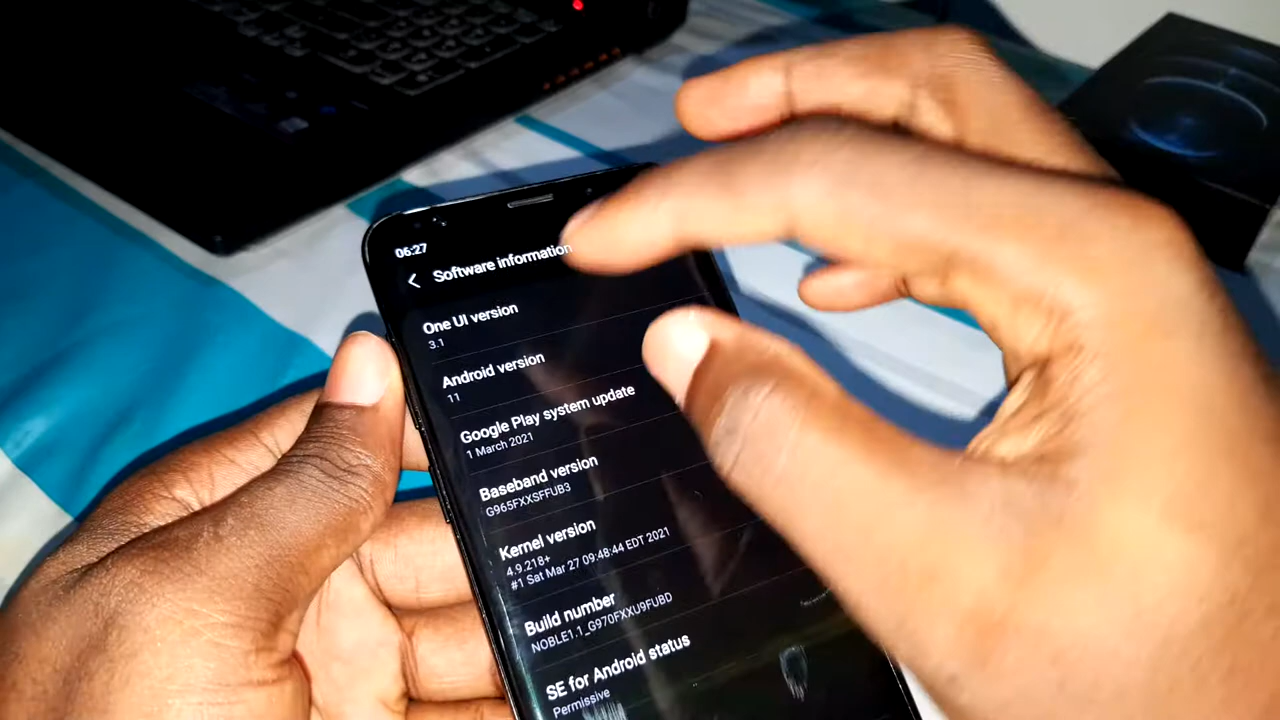 06:27
Software information
One UI version
3.1
Android version
11
Google Play system update
1 March 2021
Baseband version
G965FXXSFFUB3
Kernel version
4.9.218+
#1 Sat Mar 27 09:48:44 EDT 2021
Build number
NOBLE1.1_G970FXXU9FUBD
SE for Android status
Permissive